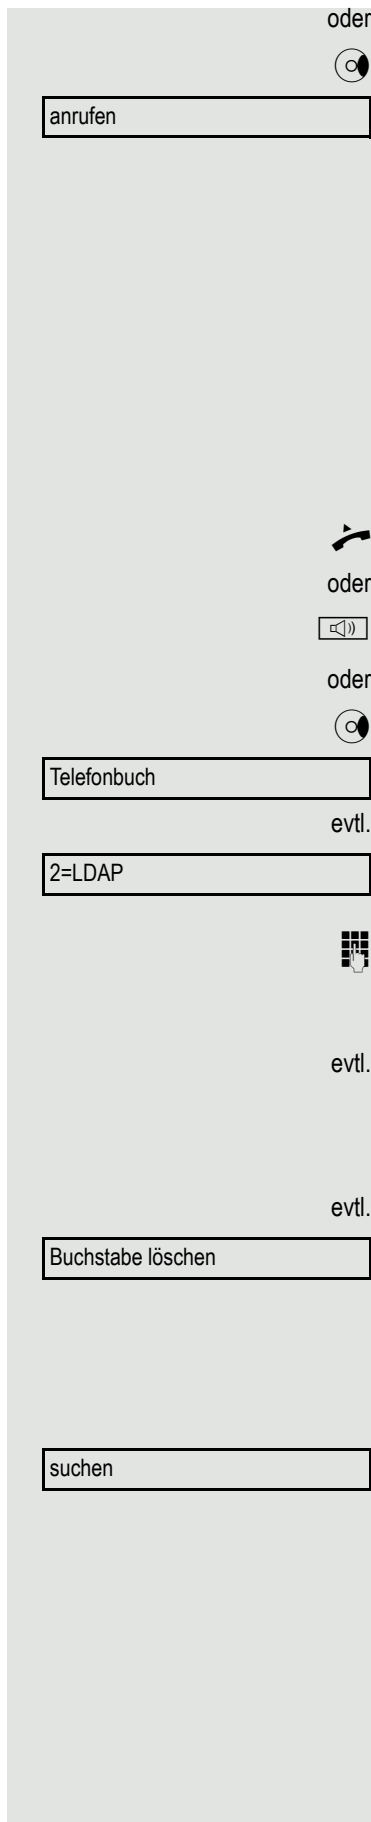 oder
anrufen
oder
oder
Telefonbuch
evtl.
2=LDAP
evtl.
evtl.
Buchstabe löschen
suchen